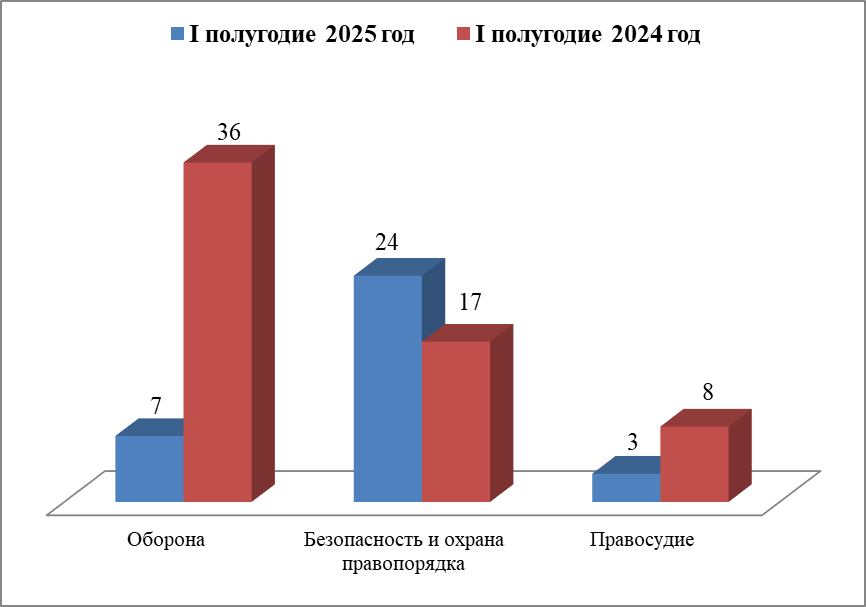 I полугодие 2025 год I полугодие 2024 год
36
24
17
7
8
3
Оборона
Безопасность и охрана
правопорядка
Правосудие